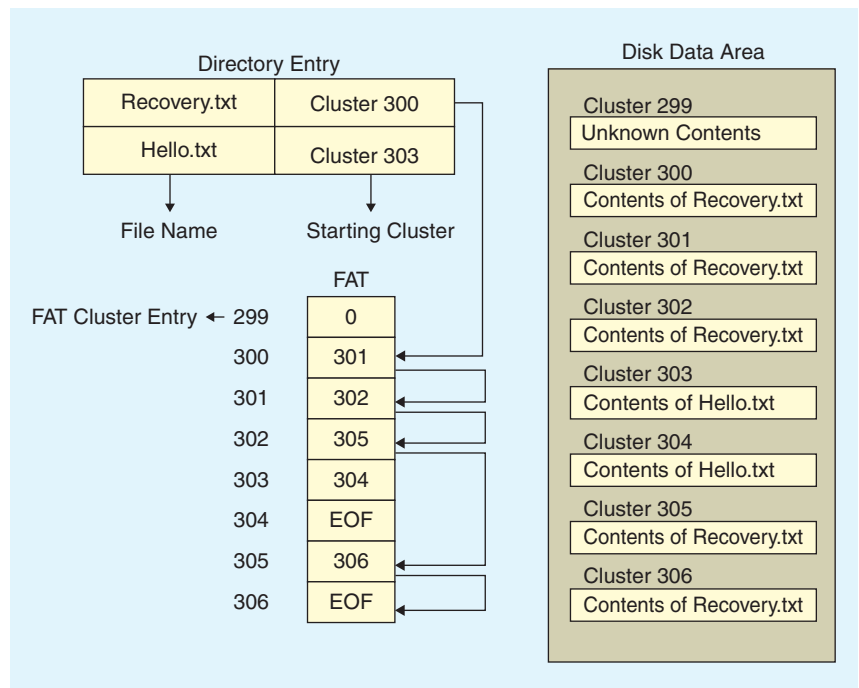 Directory Entry
Recovery.txt Cluster 300
Hello.txt Cluster 303
File Name Starting Cluster
FAT
FAT Cluster Entry 299 0
300 301
301 302
302 305
303 304
304 EOF
305 306
306 EOF
Disk Data Area
Cluster 299
Unknown Contents
Cluster 300
Contents of Recovery.txt
Cluster 301
Contents of Recovery.txt
Cluster 302
Contents of Recovery.txt
Cluster 303
Contents of Hello.txt
Cluster 304
Contents of Hello.txt
Cluster 305
Contents of Recovery.txt
Cluster 306
Contents of Recovery.txt